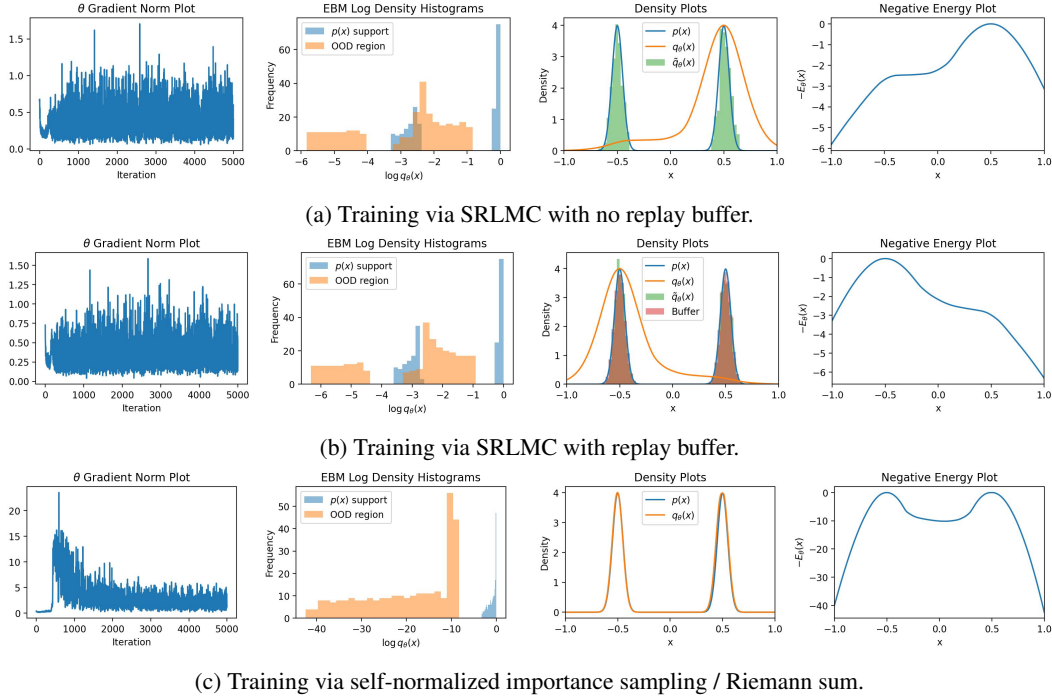 θ Gradient Norm Plot
EBM Log Density Histograms
Density Plots
Negative Energy Plot
1.5
1.0
0.5
0.0
0 1000 2000 3000 4000 5000
Iteration
Frequency
60
40
20
0
p(x) support
OOD region
−6 −5 −4 −3 −2 −1 0
log qθ(x)
Density
4
3
2
1
0
p(x)
qθ(x)
q̃θ(x)
−1.0 −0.5 0.0 0.5 1.0
x
−Eθ(x)
0
−1
−2
−3
−4
−5
−6
−1.0 −0.5 0.0 0.5 1.0
x
(a) Training via SRLMC with no replay buffer.
θ Gradient Norm Plot
EBM Log Density Histograms
Density Plots
Negative Energy Plot
1.50
1.25
1.00
0.75
0.50
0.25
0.00
0 1000 2000 3000 4000 5000
Iteration
Frequency
60
40
20
0
p(x) support
OOD region
−6 −5 −4 −3 −2 −1 0
log qθ(x)
Density
4
3
2
1
0
p(x)
qθ(x)
q̃θ(x)
Buffer
−1.0 −0.5 0.0 0.5 1.0
x
−Eθ(x)
0
−1
−2
−3
−4
−5
−6
−1.0 −0.5 0.0 0.5 1.0
x
(b) Training via SRLMC with replay buffer.
θ Gradient Norm Plot
EBM Log Density Histograms
Density Plots
Negative Energy Plot
20
15
10
5
0
0 1000 2000 3000 4000 5000
Iteration
Frequency
50
40
30
20
10
0
p(x) support
OOD region
−40 −30 −20 −10 0
log qθ(x)
Density
4
3
2
1
0
p(x)
qθ(x)
−1.0 −0.5 0.0 0.5 1.0
x
−Eθ(x)
0
−10
−20
−30
−40
−1.0 −0.5 0.0 0.5 1.0
x
(c) Training via self-normalized importance sampling / Riemann sum.